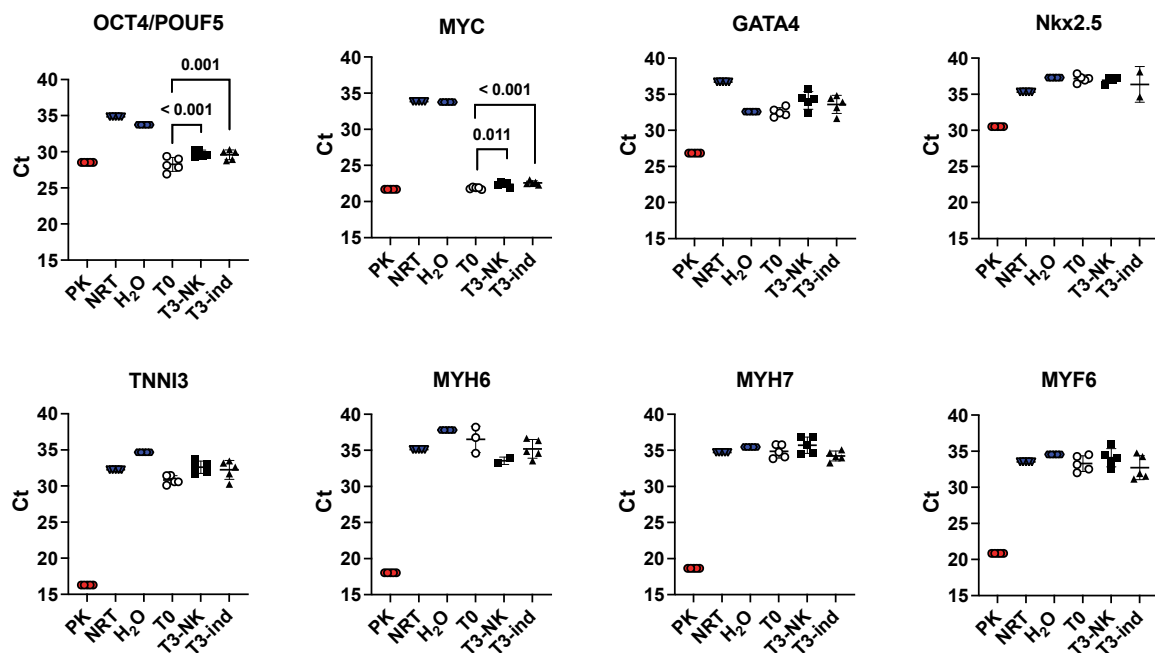 OCT4/POUF5
MYC
GATA4
Nkx2.5
Ct
40
35
30
25
20
15
< 0.001
0.001
PK
NRT
H₂O
T0
T3-NK
T3-ind
Ct
40
35
30
25
20
15
0.011
< 0.001
PK
NRT
H₂O
T0
T3-NK
T3-ind
Ct
40
35
30
25
20
15
PK
NRT
H₂O
T0
T3-NK
T3-ind
Ct
40
35
30
25
20
15
PK
NRT
H₂O
T0
T3-NK
T3-ind
TNNI3
MYH6
MYH7
MYF6
Ct
40
35
30
25
20
15
PK
NRT
H₂O
T0
T3-NK
T3-ind
Ct
40
35
30
25
20
15
PK
NRT
H₂O
T0
T3-NK
T3-ind
Ct
40
35
30
25
20
15
PK
NRT
H₂O
T0
T3-NK
T3-ind
Ct
40
35
30
25
20
15
PK
NRT
H₂O
T0
T3-NK
T3-ind